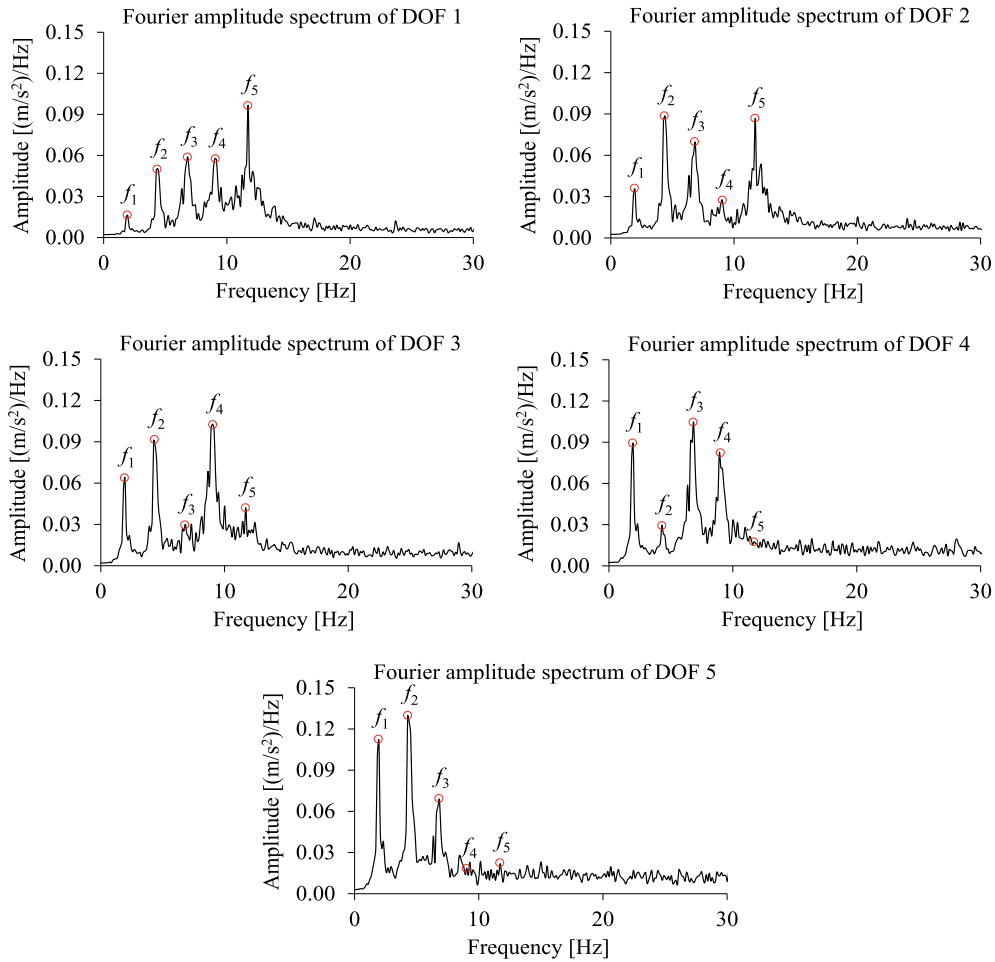 Fourier amplitude spectrum of DOF 1
Amplitude [(m/s²)/Hz]
0.15
0.12
0.09
0.06
0.03
0.00
f₁
f₂
f₃
f₄
f₅
0
10
20
30
Frequency [Hz]
Fourier amplitude spectrum of DOF 2
Amplitude [(m/s²)/Hz]
0.15
0.12
0.09
0.06
0.03
0.00
f₁
f₂
f₃
f₄
f₅
0
10
20
30
Frequency [Hz]
Fourier amplitude spectrum of DOF 3
Amplitude [(m/s²)/Hz]
0.15
0.12
0.09
0.06
0.03
0.00
f₁
f₂
f₃
f₄
f₅
0
10
20
30
Frequency [Hz]
Fourier amplitude spectrum of DOF 4
Amplitude [(m/s²)/Hz]
0.15
0.12
0.09
0.06
0.03
0.00
f₁
f₂
f₃
f₄
f₅
0
10
20
30
Frequency [Hz]
Fourier amplitude spectrum of DOF 5
Amplitude [(m/s²)/Hz]
0.15
0.12
0.09
0.06
0.03
0.00
f₁
f₂
f₃
f₄
f₅
0
10
20
30
Frequency [Hz]